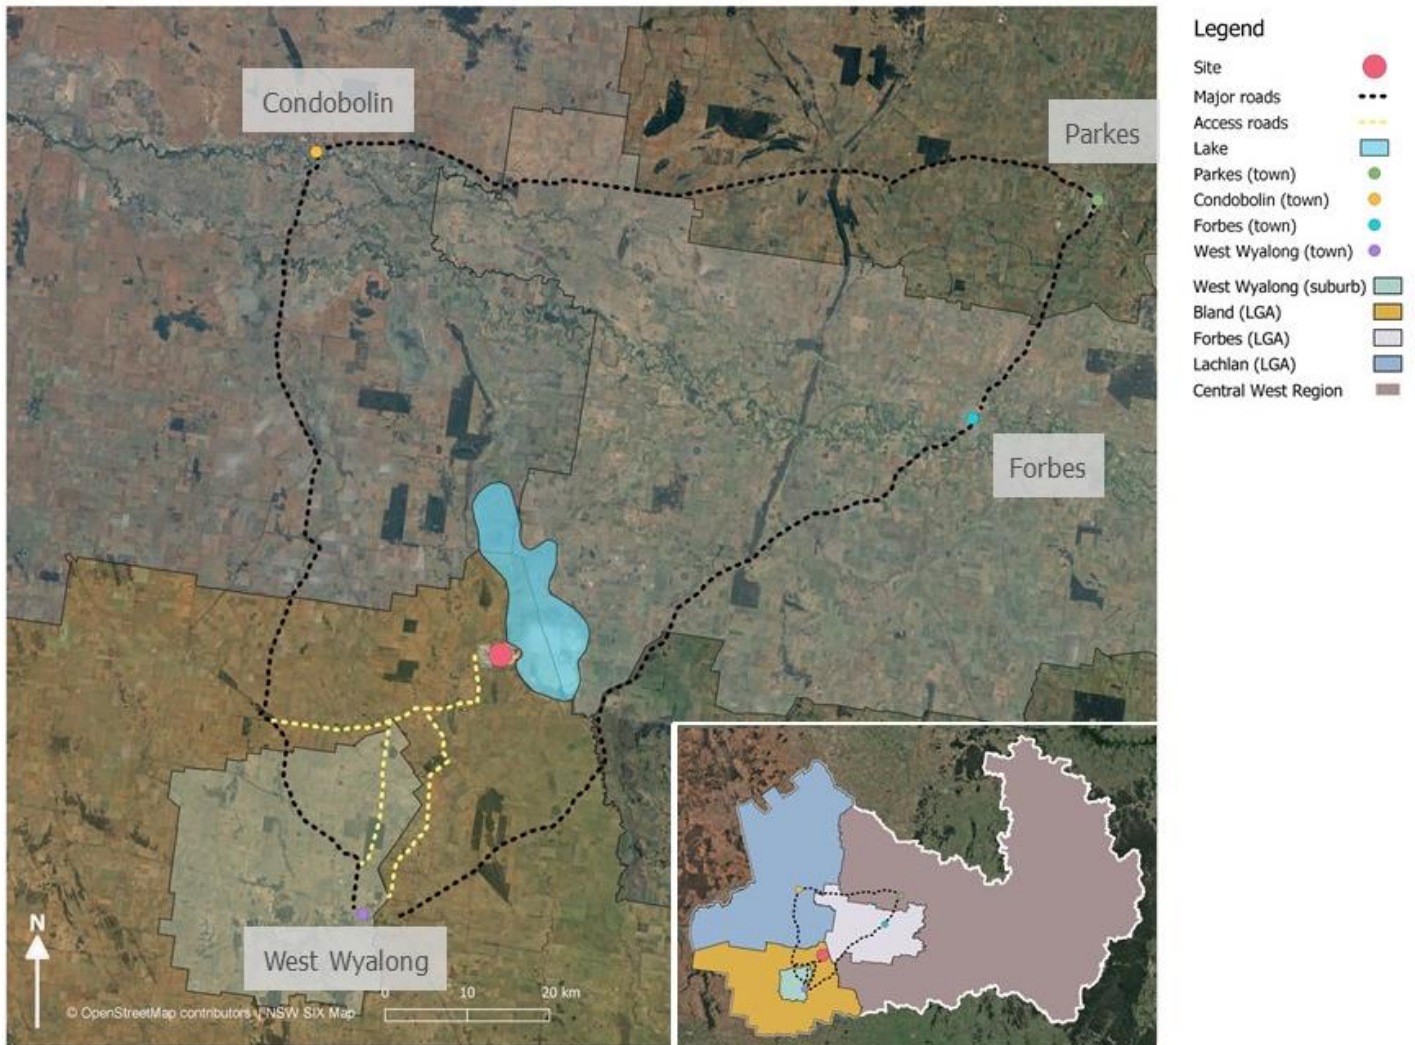 Condobolin
Parkes
Forbes
West Wyalong
N
0 10 20 km
© OpenStreetMap contributors | NSW SIX Map
Legend
Site
Major roads
Access roads
Lake
Parkes (town)
Condobolin (town)
Forbes (town)
West Wyalong (town)
West Wyalong (suburb)
Bland (LGA)
Forbes (LGA)
Lachlan (LGA)
Central West Region